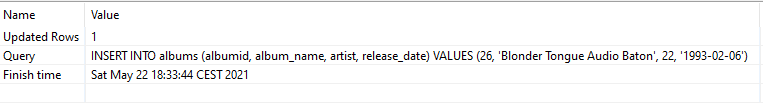 Name Value
Updated Rows 1
Query INSERT INTO albums (albumid, album_name, artist, release_date) VALUES (26, 'Blonder Tongue Audio Baton', 22, '1993-02-06')
Finish time Sat May 22 18:33:44 CEST 2021